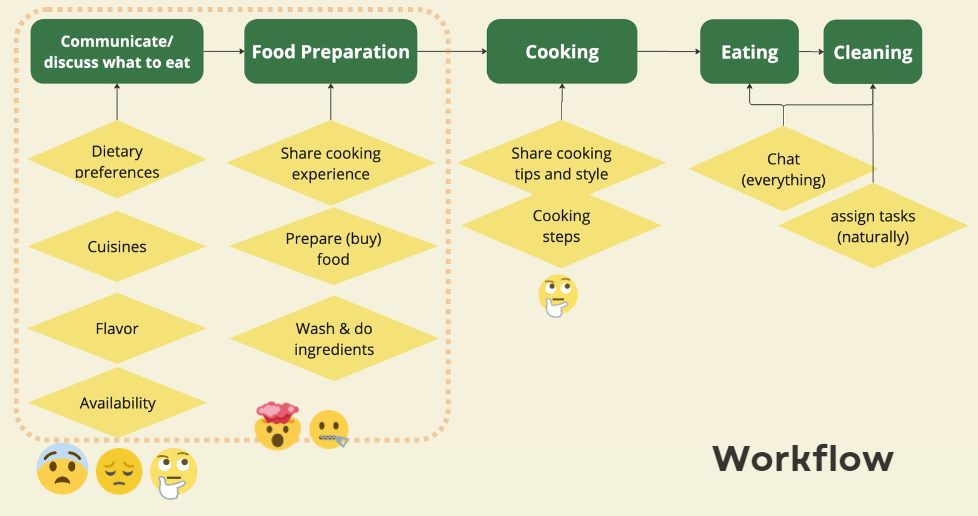 Communicate/
discuss what to eat
Food Preparation
Cooking
Eating
Cleaning
Dietary
preferences
Cuisines
Flavor
Availability
Share cooking
experience
Prepare (buy)
food
Wash & do
ingredients
Share cooking
tips and style
Cooking
steps
Chat
(everything)
assign tasks
(naturally)
Workflow